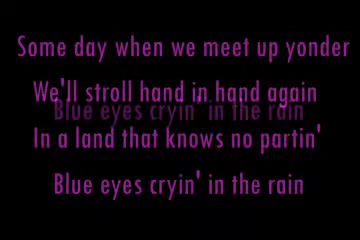 Some day when we meet up yonder
We'll stroll hand in hand again
Blue eyes cryin' in the rain
In a land that knows no partin'
Blue eyes cryin' in the rain